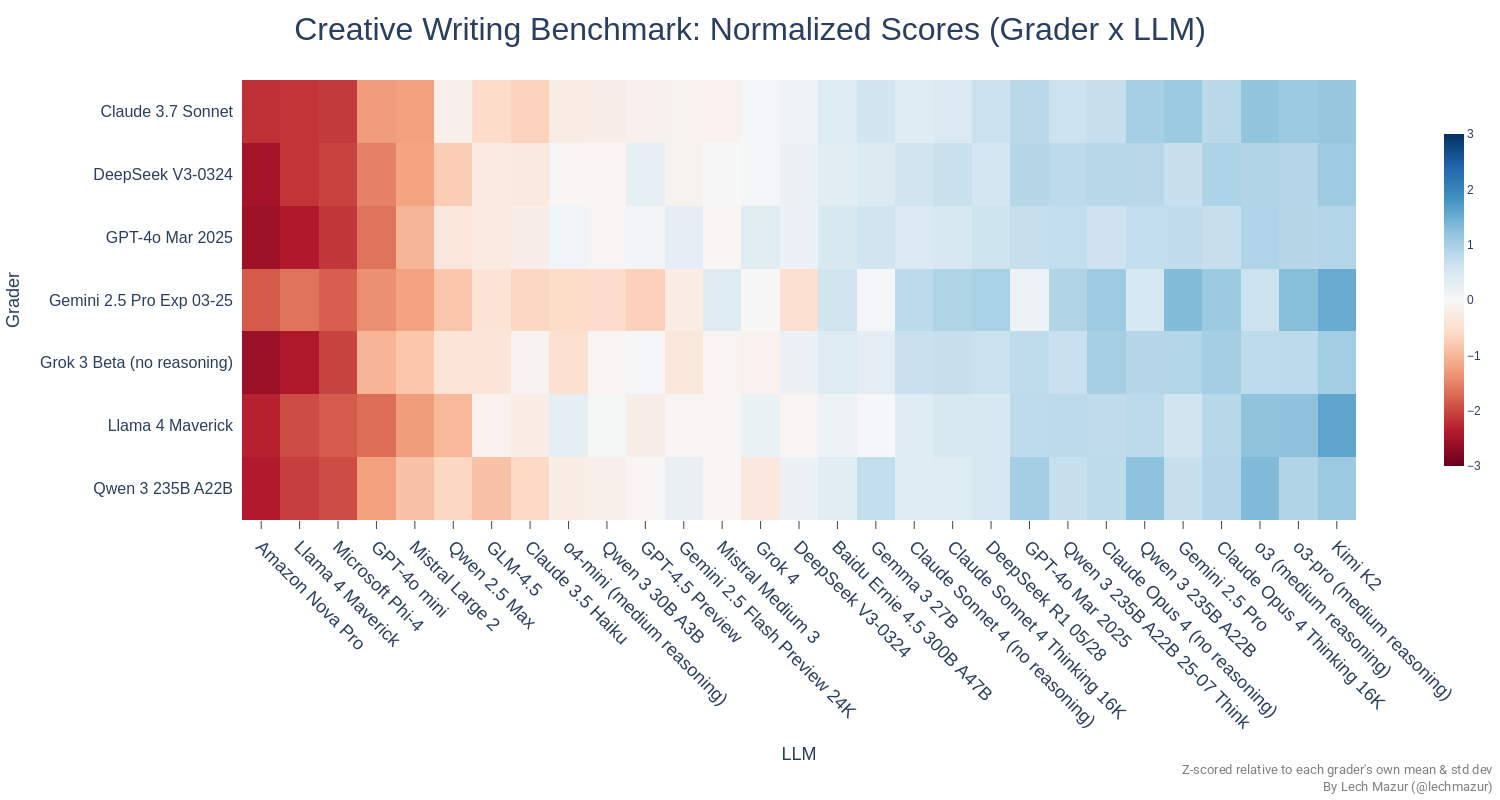 Creative Writing Benchmark: Normalized Scores (Grader x LLM)
Grader
Claude 3.7 Sonnet
DeepSeek V3-0324
GPT-4o Mar 2025
Gemini 2.5 Pro Exp 03-25
Grok 3 Beta (no reasoning)
Llama 4 Maverick
Qwen 3 235B A22B
3
2
1
0
−1
−2
−3
Amazon Nova Pro
Llama 4 Maverick
Microsoft Phi-4
GPT-4o mini
Mistral Large 2
Qwen 2.5 Max
GLM-4.5
Claude 3.5 Haiku
o4-mini (medium reasoning)
Qwen 3 30B A3B
GPT-4.5 Preview
Gemini 2.5 Flash Preview 24K
Mistral Medium 3
Grok 4
DeepSeek V3-0324
Baidu Ernie 4.5 300B A47B
Gemma 3 27B
Claude Sonnet 4 (no reasoning)
Claude Sonnet 4 Thinking 16K
DeepSeek R1 05/28
GPT-4o Mar 2025
Qwen 3 235B A22B 25-07 Think
Claude Opus 4 (no reasoning)
Qwen 3 235B A22B
Gemini 2.5 Pro
Claude Opus 4 Thinking 16K
o3 (medium reasoning)
o3-pro (medium reasoning)
Kimi K2
LLM
Z-scored relative to each grader's own mean & std dev
By Lech Mazur (@lechmazur)